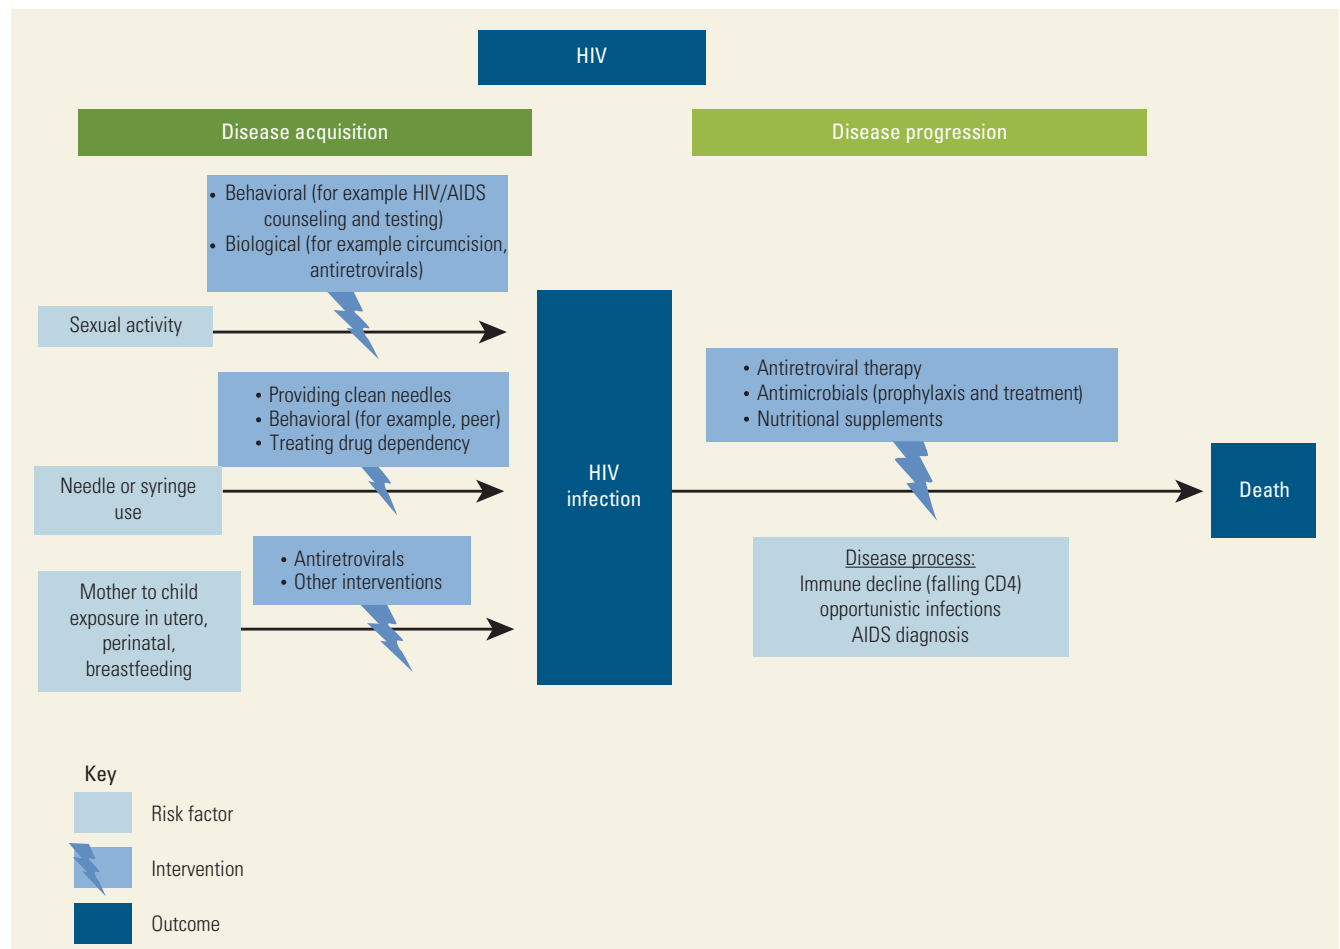 HIV
Disease acquisition
Disease progression
• Behavioral (for example HIV/AIDS
counseling and testing)
• Biological (for example circumcision,
antiretrovirals)
Sexual activity
• Providing clean needles
• Behavioral (for example, peer)
• Treating drug dependency
Needle or syringe
use
• Antiretrovirals
• Other interventions
Mother to child
exposure in utero,
perinatal,
breastfeeding
HIV
infection
• Antiretroviral therapy
• Antimicrobials (prophylaxis and treatment)
• Nutritional supplements
Death
Disease process:
Immune decline (falling CD4)
opportunistic infections
AIDS diagnosis
Key
Risk factor
Intervention
Outcome